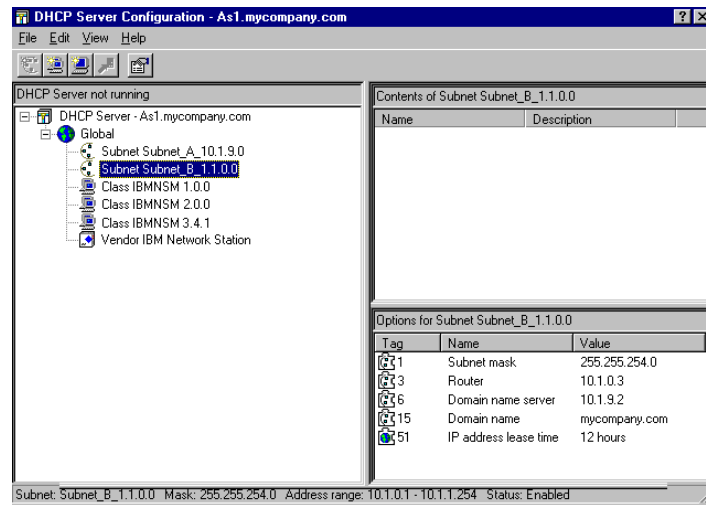 DHCP Server Configuration - As1.mycompany.com
File Edit View Help
DHCP Server not running
DHCP Server - As1.mycompany.com
Global
Subnet Subnet_A_10.1.9.0
Subnet Subnet_B_1.1.0.0
Class IBMNSM 1.0.0
Class IBMNSM 2.0.0
Class IBMNSM 3.4.1
Vendor IBM Network Station
Contents of Subnet Subnet_B_1.1.0.0
Name Description
Options for Subnet Subnet_B_1.1.0.0
Tag Name Value
1 Subnet mask 255.255.254.0
3 Router 10.1.0.3
6 Domain name server 10.1.9.2
15 Domain name mycompany.com
51 IP address lease time 12 hours
Subnet: Subnet_B_1.1.0.0 Mask: 255.255.254.0 Address range: 10.1.0.1 - 10.1.1.254 Status: Enabled